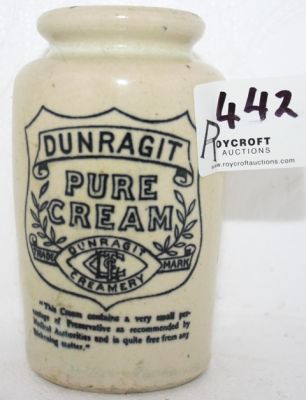 DUNRAGIT
PURE
CREAM
DUNRAGIT
TRADE MARK
CREAMERY
"This Cream contains a very small per-
centage of Preservative as recommended by
Medical Authorities and is quite free from any
thickening matter."
442
ROYCROFT
AUCTIONS
www.roycroftauctions.com